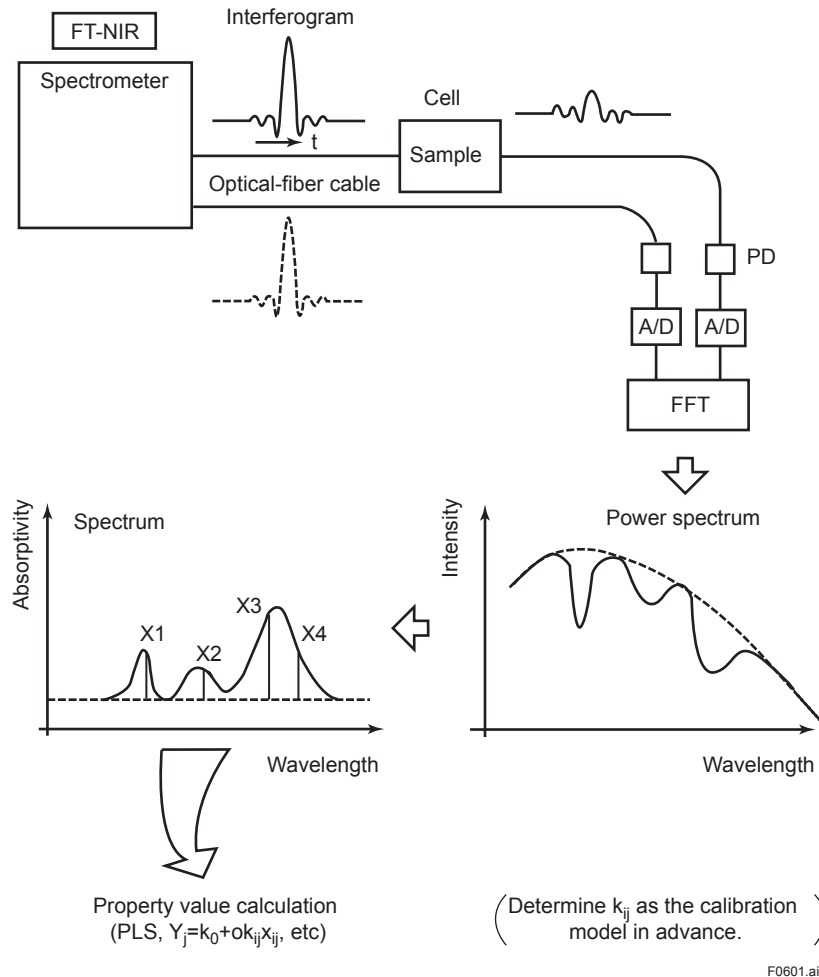 FT-NIR
Interferogram
Spectrometer
Cell
t
Sample
Optical-fiber cable
PD
A/D A/D
FFT
Absorptivity
Spectrum
X1
X2
X3
X4
Wavelength
Intensity
Power spectrum
Wavelength
Property value calculation
(PLS, Yj=k0+okijxij, etc)
(Determine kij as the calibration
model in advance.)
F0601.ai